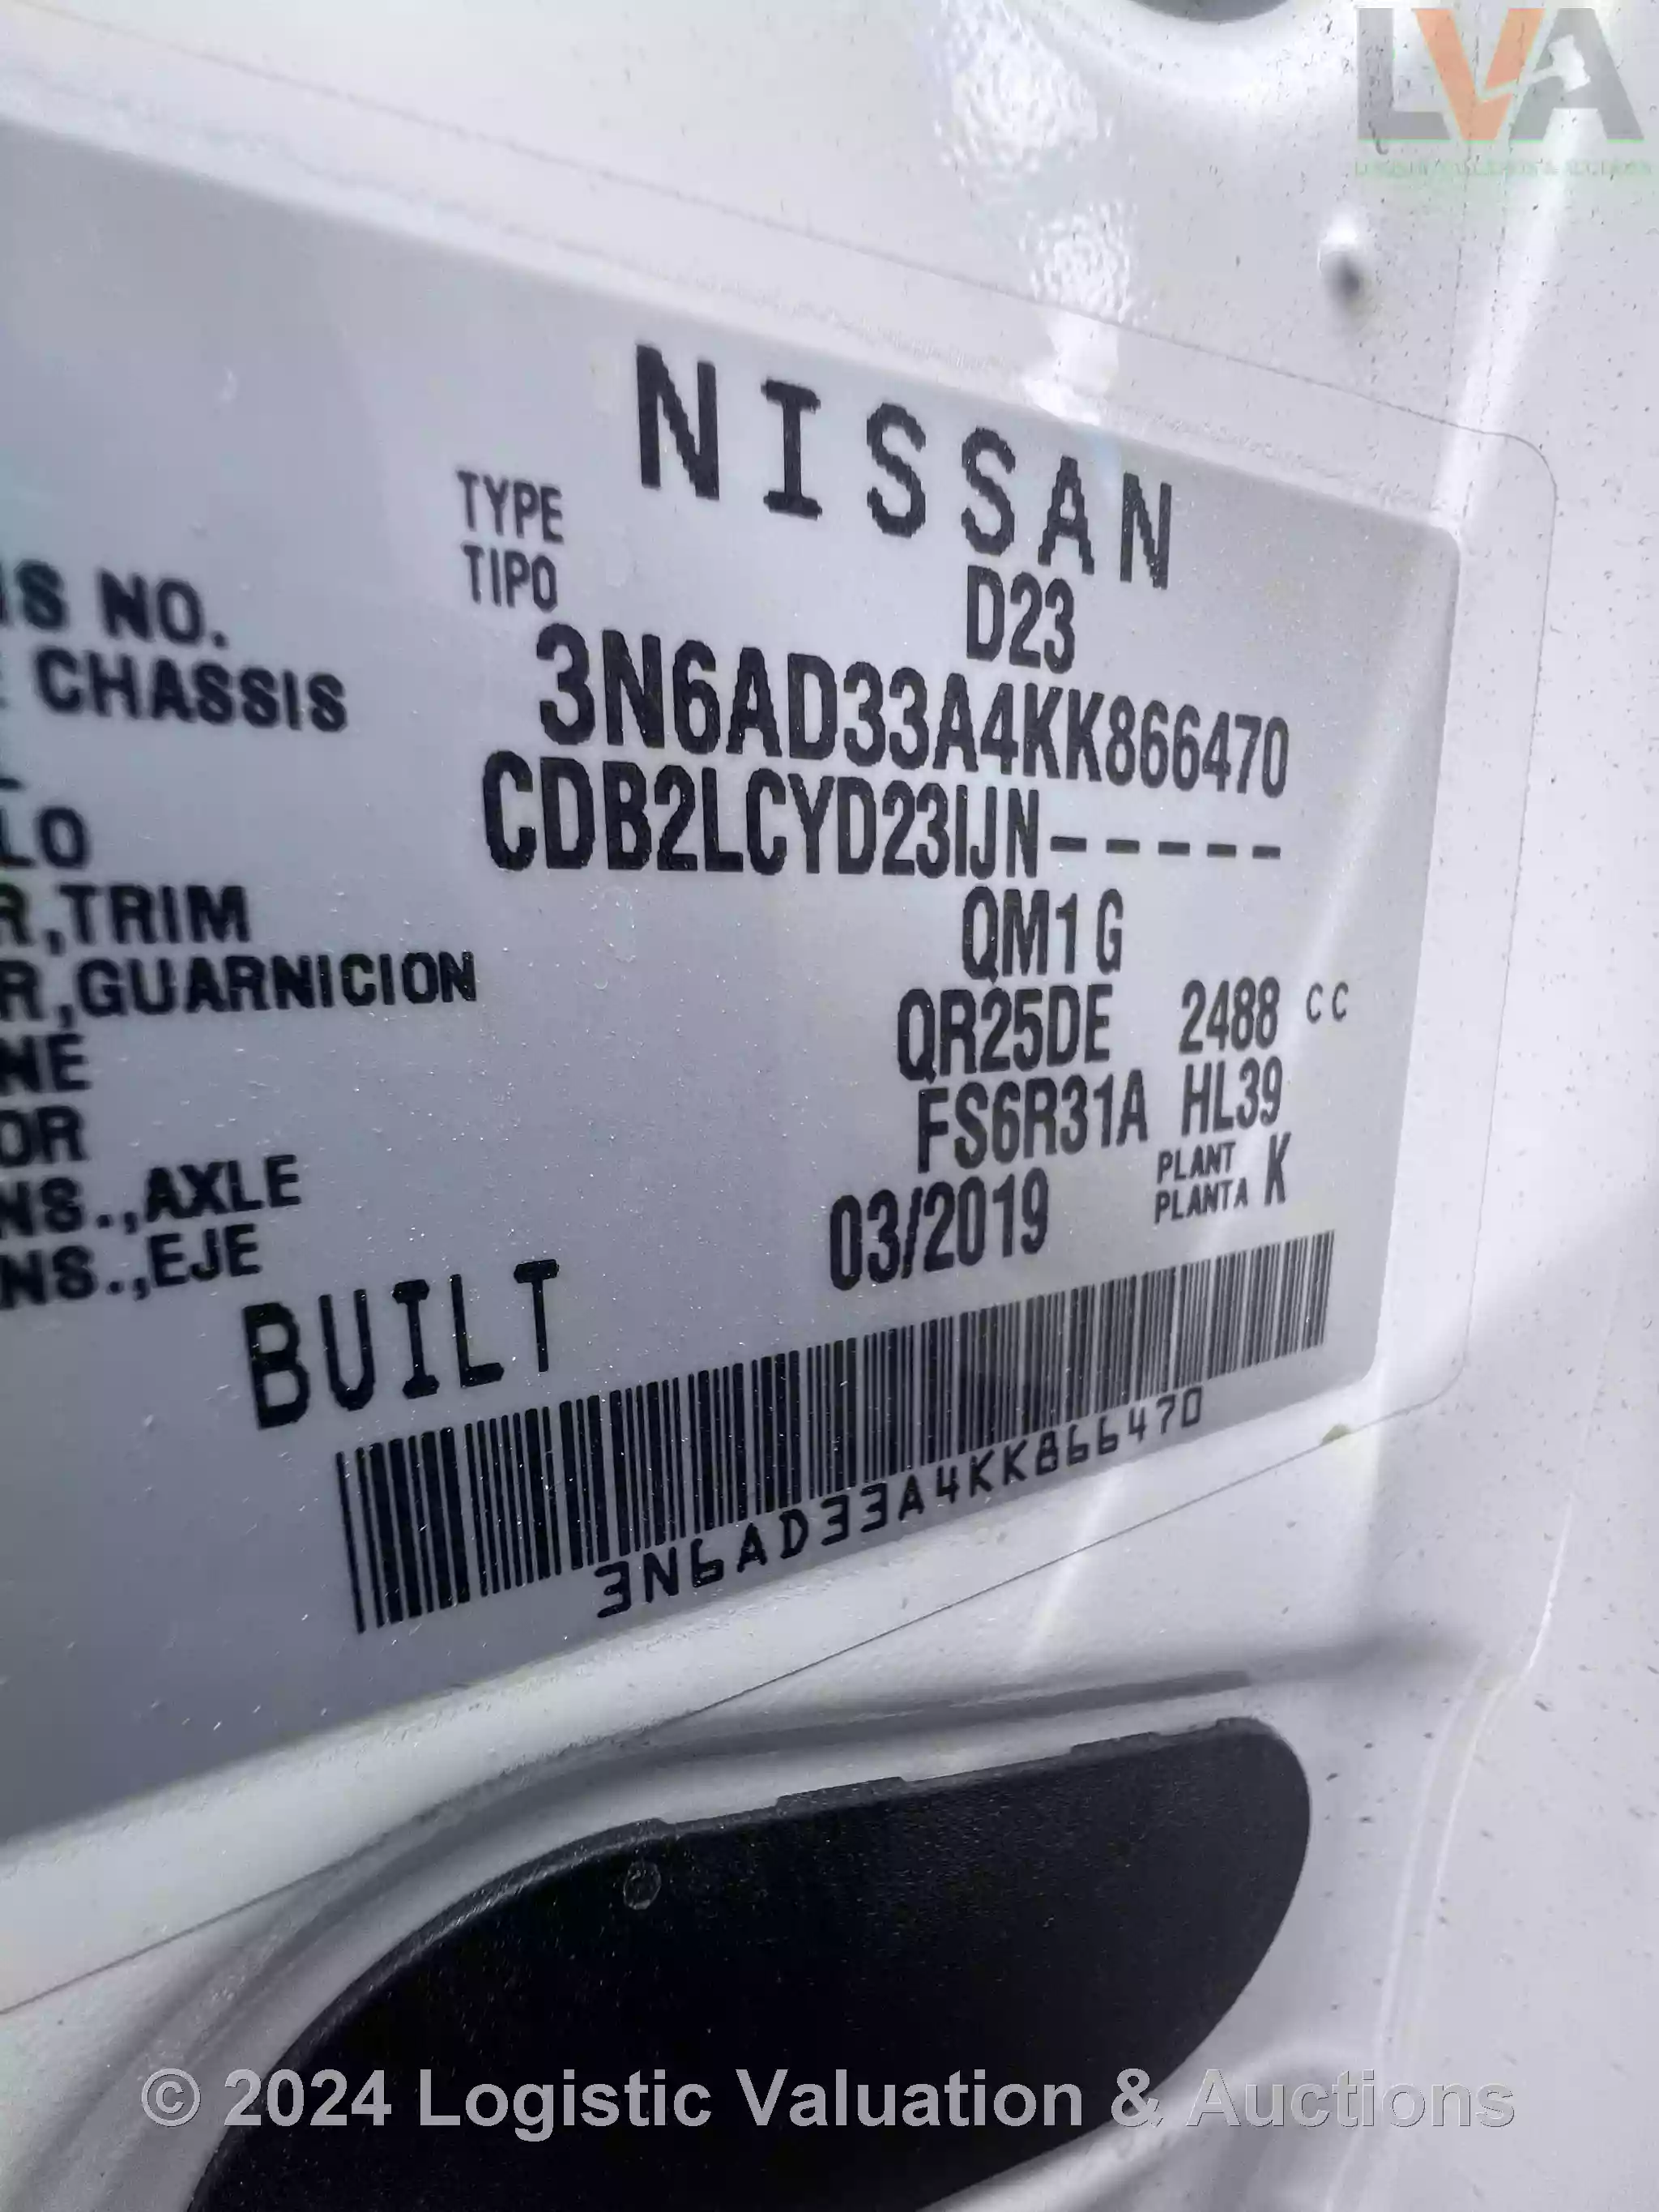 LVA
NISSAN
TYPE
TIPO
D23
IS NO.
CHASSIS
3N6AD33A4KK866470
CDB2LCYD23IJN-----
LO
R,TRIM
R,GUARNICION
QM1 G
NE
OR
QR25DE 2488 CC
NS.,AXLE
NS.,EJE
FS6R31A HL39
BUILT
03/2019
PLANT
PLANTA K
3N6AD33A4KK866470
© 2024 Logistic Valuation & Auctions